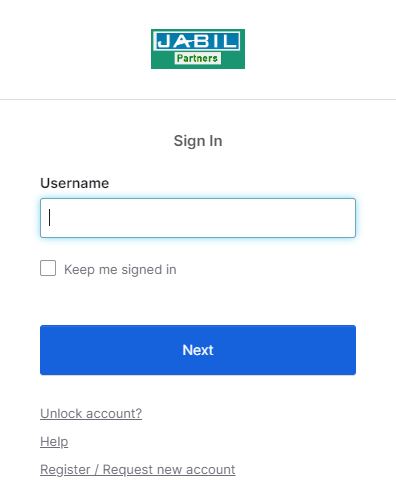 JABIL
Partners
Sign In
Username
Keep me signed in
Next
Unlock account?
Help
Register / Request new account